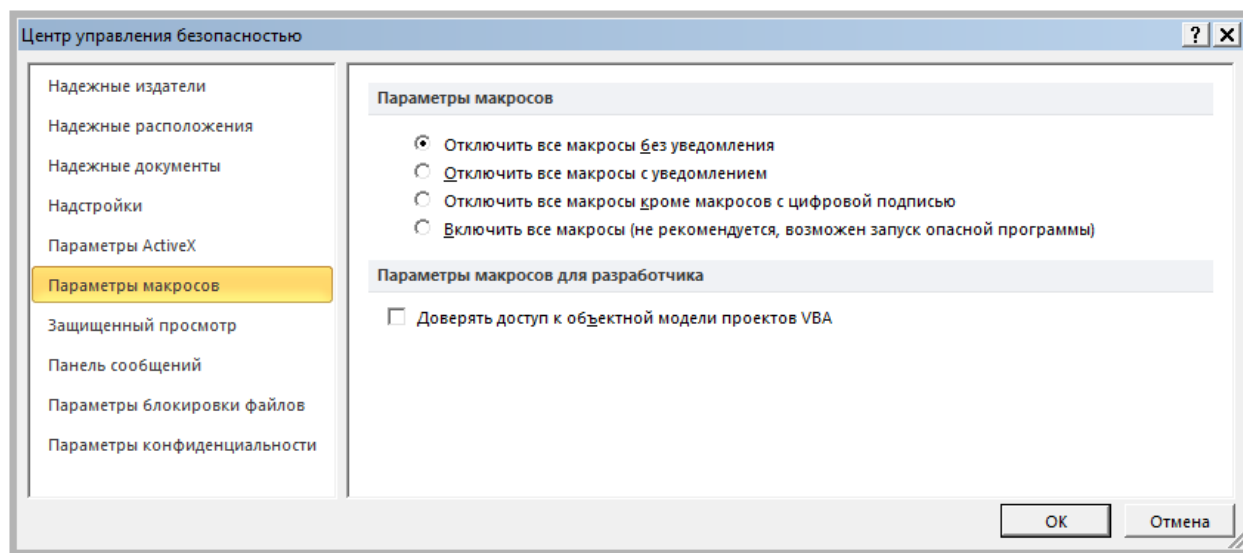 Центр управления безопасностью
Надежные издатели
Надежные расположения
Надежные документы
Надстройки
Параметры ActiveX
Параметры макросов
Защищенный просмотр
Панель сообщений
Параметры блокировки файлов
Параметры конфиденциальности
Параметры макросов
Отключить все макросы без уведомления
Отключить все макросы с уведомлением
Отключить все макросы кроме макросов с цифровой подписью
Включить все макросы (не рекомендуется, возможен запуск опасной программы)
Параметры макросов для разработчика
Доверять доступ к объектной модели проектов VBA
ОК
Отмена